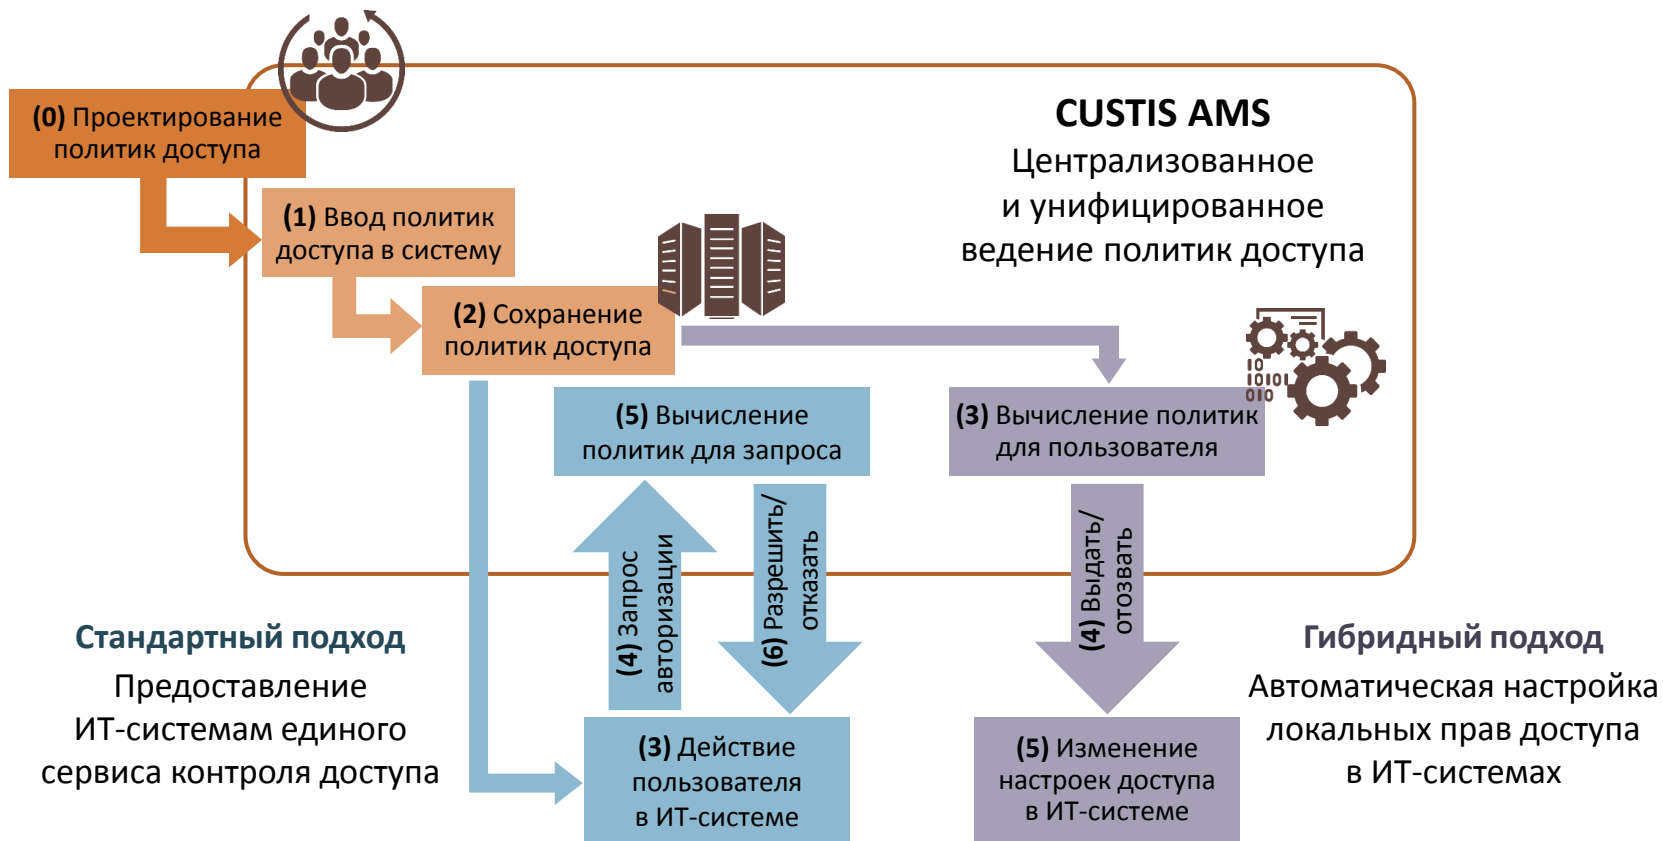 (0) Проектирование
политик доступа
CUSTIS AMS
Централизованное
и унифицированное
ведение политик доступа
(1) Ввод политик
доступа в систему
(2) Сохранение
политик доступа
10
10101
010
(5) Вычисление
политик для запроса
(3) Вычисление политик
для пользователя
(4) Запрос
авторизации
(6) Разрешить/
отказать
(4) Выдать/
отозвать
Стандартный подход
Предоставление
ИТ-системам единого
сервиса контроля доступа
Гибридный подход
Автоматическая настройка
локальных прав доступа
в ИТ-системах
(3) Действие
пользователя
в ИТ-системе
(5) Изменение
настроек доступа
в ИТ-системе